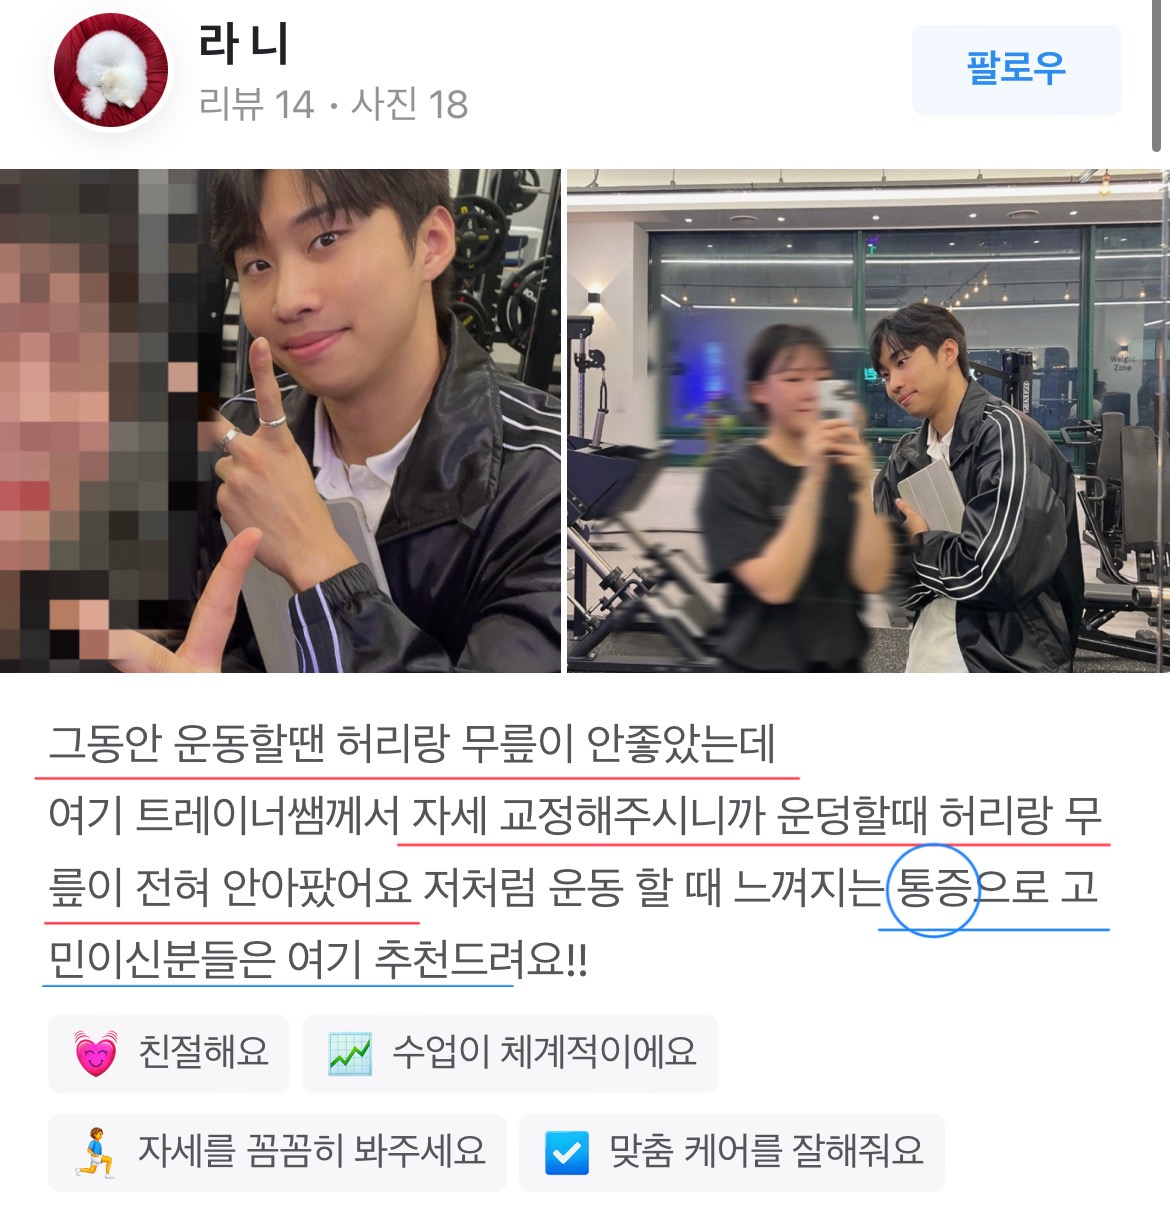 라 니
리뷰 14 • 사진 18
팔로우
Weight
Zone
그동안 운동할땐 허리랑 무릎이 안좋았는데
여기 트레이너쌤께서 자세 교정해주시니까 운덩할때 허리랑 무
릎이 전혀 안아팠어요 저처럼 운동 할 때 느껴지는 통증으로 고
민이신분들은 여기 추천드려요!!
친절해요
수업이 체계적이에요
자세를 꼼꼼히 봐주세요
맞춤 케어를 잘해줘요